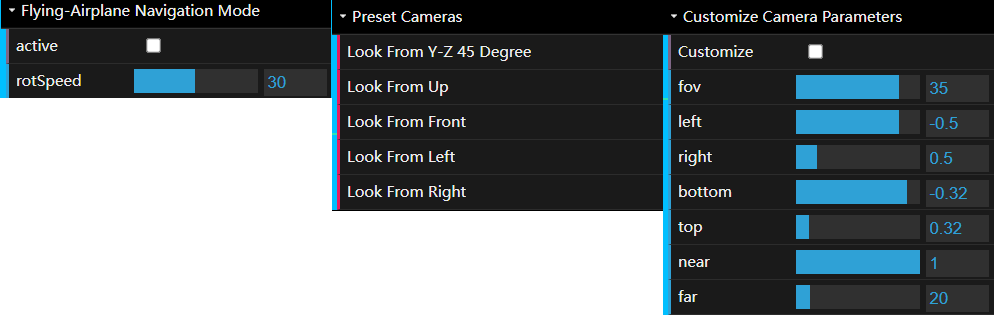 Flying-Airplane Navigation Mode
active
rotSpeed 30
Preset Cameras
Look From Y-Z 45 Degree
Look From Up
Look From Front
Look From Left
Look From Right
Customize Camera Parameters
Customize
fov 35
left -0.5
right 0.5
bottom -0.32
top 0.32
near 1
far 20